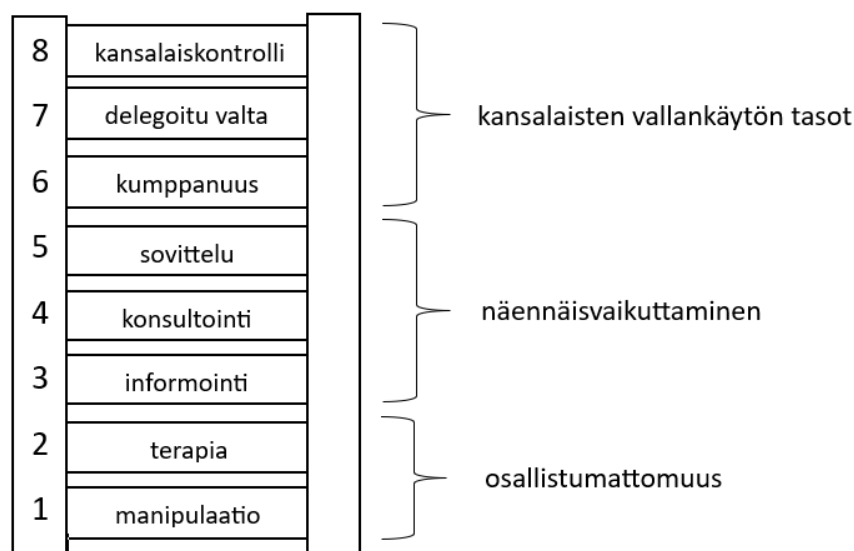 8 kansalaiskontrolli
7 delegoitu valta
kansalaisten vallankäytön tasot
6 kumppanuus
5 sovittelu
4 konsultointi
näennäisvaikuttaminen
3 informointi
2 terapia
osallistumattomuus
1 manipulaatio